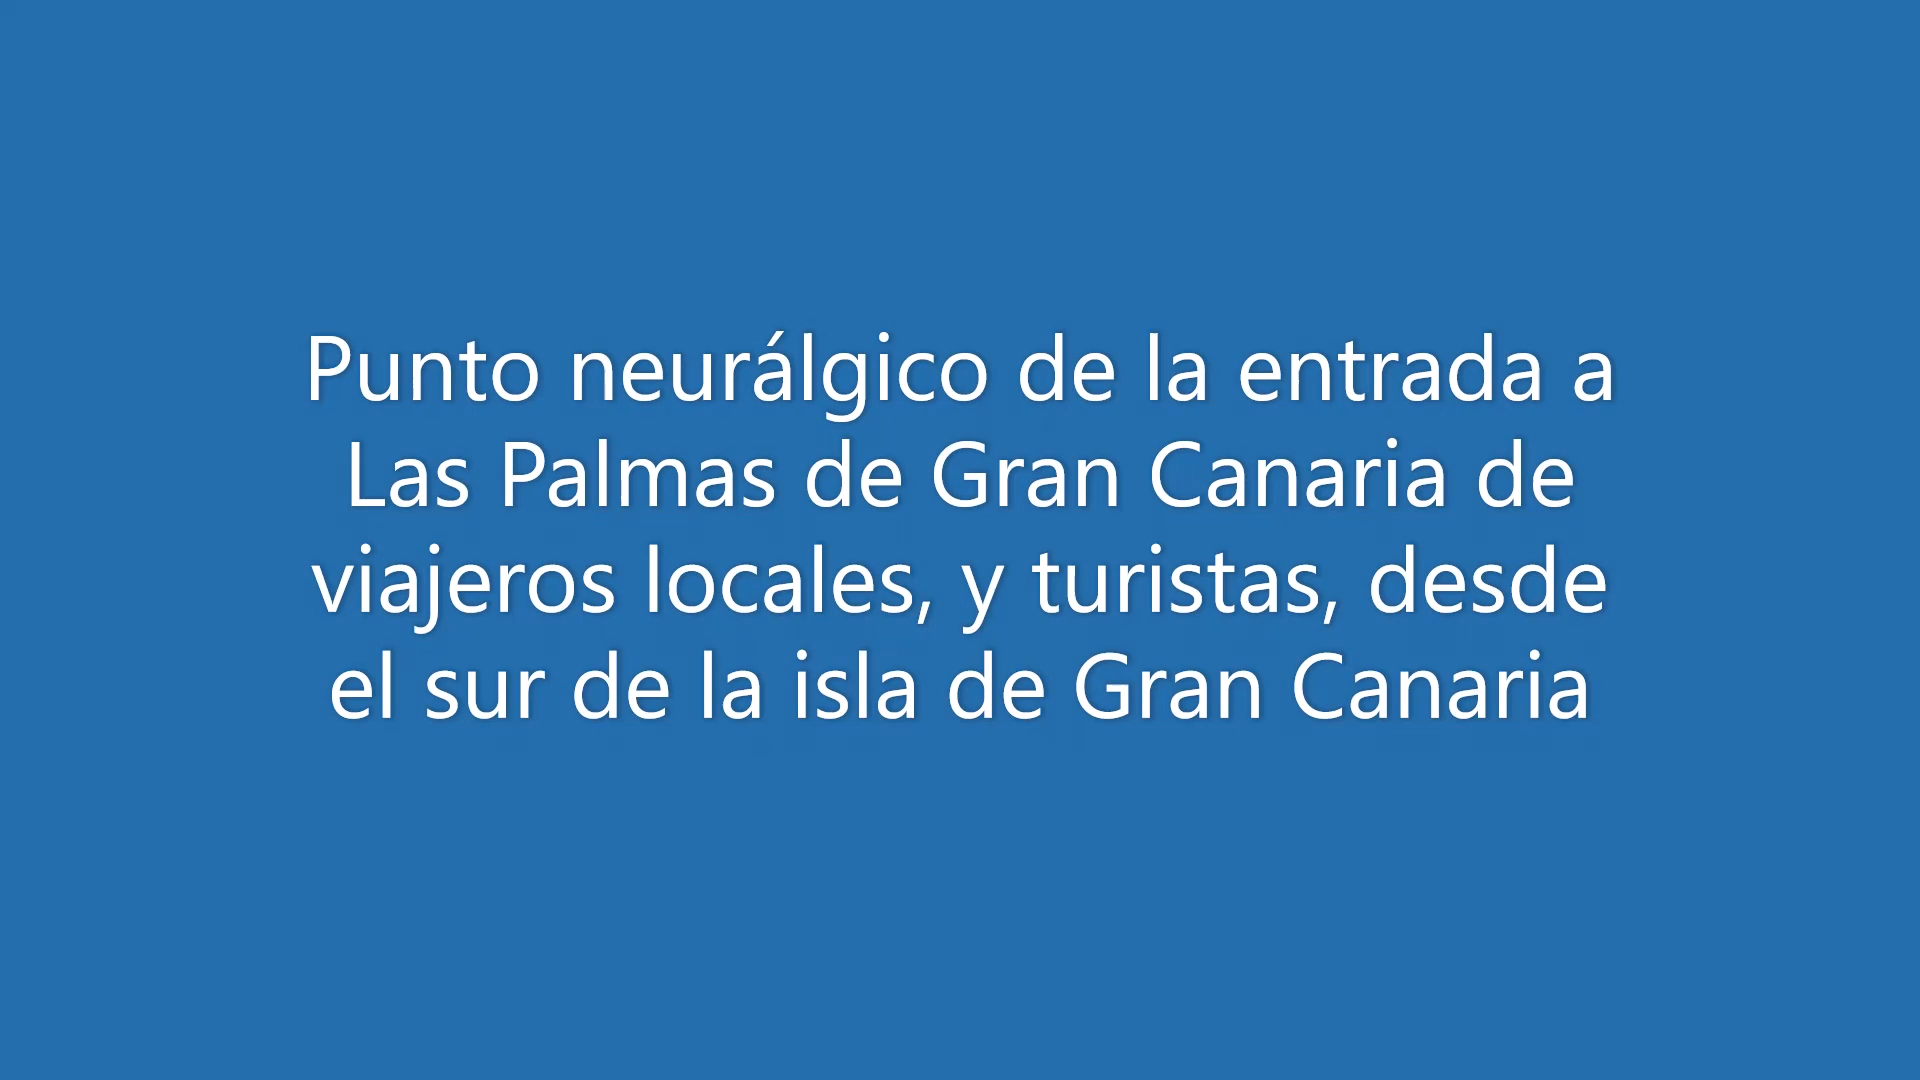 Punto neurálgico de la entrada a
Las Palmas de Gran Canaria de
viajeros locales, y turistas, desde
el sur de la isla de Gran Canaria